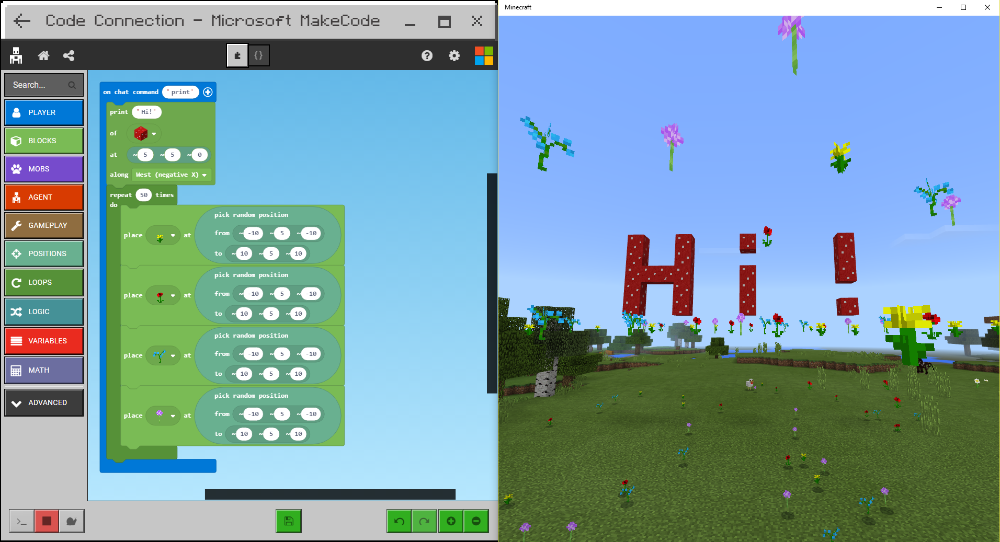 Code Connection - Microsoft MakeCode
Minecraft
{}
Search...
PLAYER
BLOCKS
MOBS
AGENT
GAMEPLAY
POSITIONS
LOOPS
LOGIC
VARIABLES
MATH
ADVANCED
on chat command "print"
print "Hi!"
of
at ~5 ~5 ~0
along West (negative X)
repeat 50 times
do
pick random position
place at from ~-10 ~5 ~-10
to ~10 ~5 ~10
pick random position
place at from ~-10 ~5 ~-10
to ~10 ~5 ~10
pick random position
place at from ~-10 ~5 ~-10
to ~10 ~5 ~10
pick random position
place at from ~-10 ~5 ~-10
to ~10 ~5 ~10
Hi!